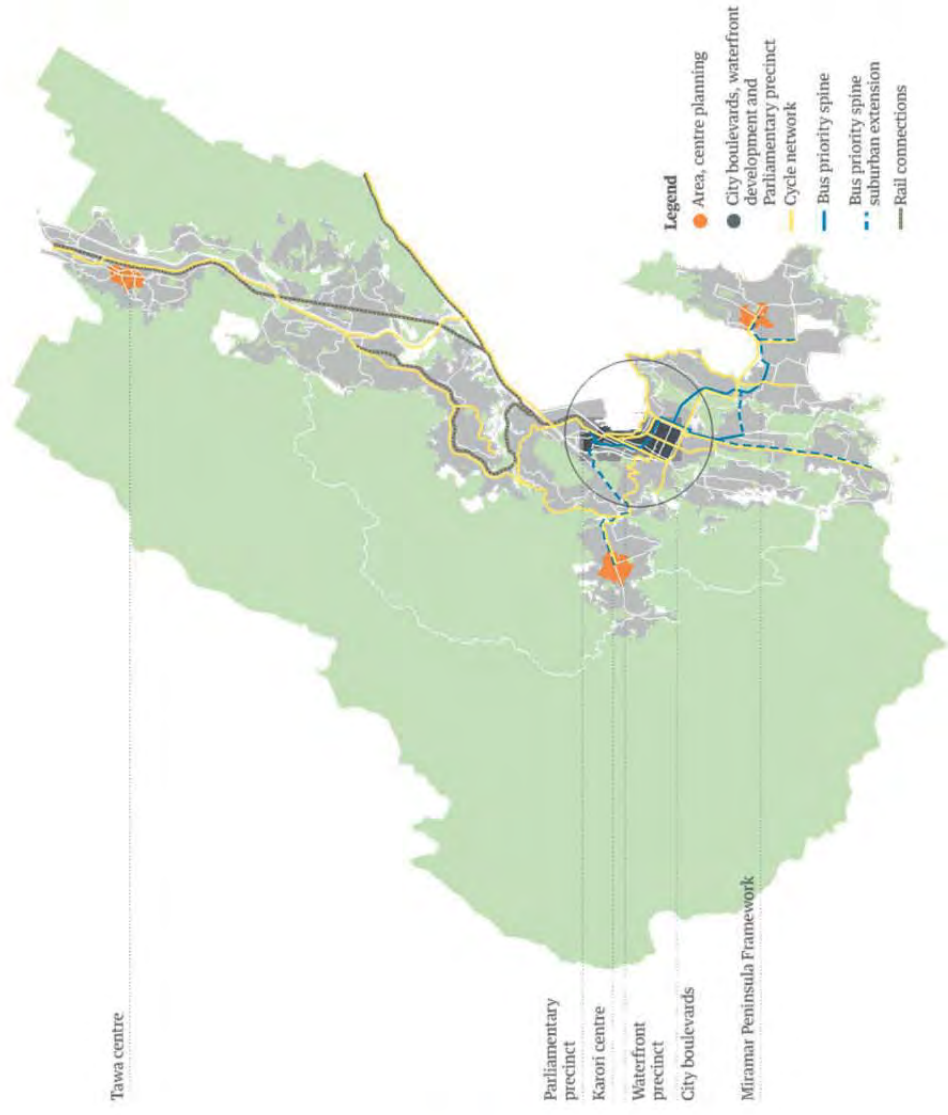 Tawa centre
Parliamentary
precinct
Karori centre
Waterfront
precinct
City boulevards
Miramar Peninsula Framework
Legend
Area, centre planning
City boulevards, waterfront
development and
Parliamentary precinct
Cycle network
Bus priority spine
Bus priority spine
suburban extension
Rail connections